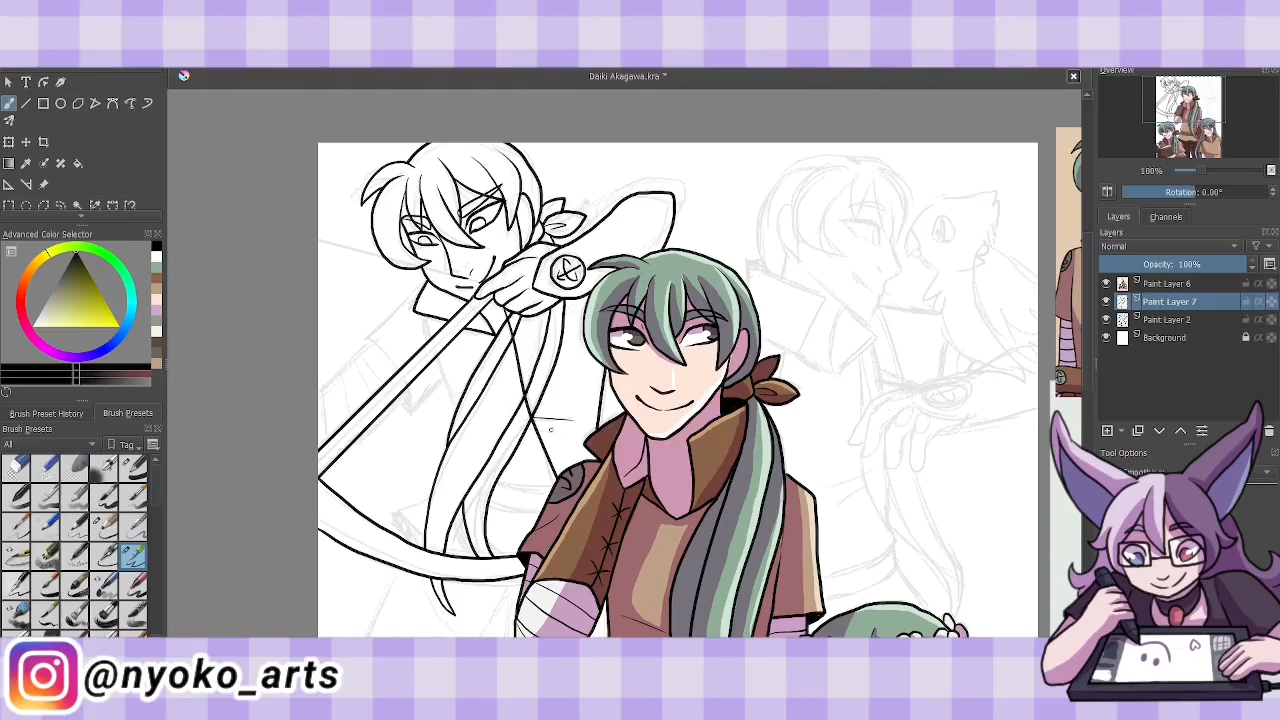 Daiki Akagawa.kra *
Overview
100%
Rotation: 0.00°
Layers
Channels
Layers
Normal
Opacity: 100%
Paint Layer 6
Paint Layer 7
Paint Layer 2
Background
Tool Options
Advanced Color Selector
Brush Preset History
Brush Presets
Brush Presets
All
Tag
@nyoko_arts